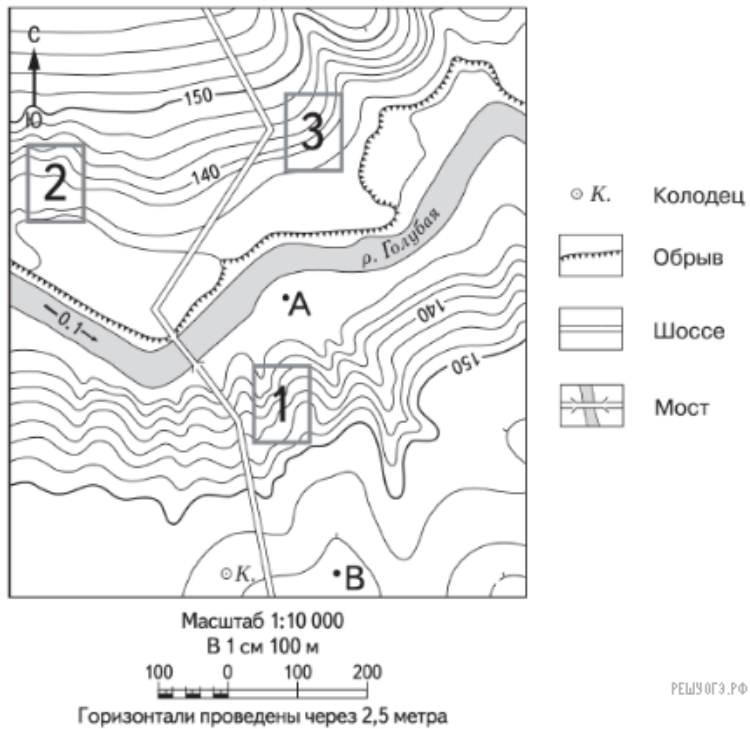 С
Ю
150
3
2
140
р. Голубая
А
0,1
140
150
1
К.
В
К. Колодец
Обрыв
Шоссе
Мост
Масштаб 1:10 000
В 1 см 100 м
100 0 100 200
Горизонтали проведены через 2,5 метра
РЕШУОГЭ.РФ